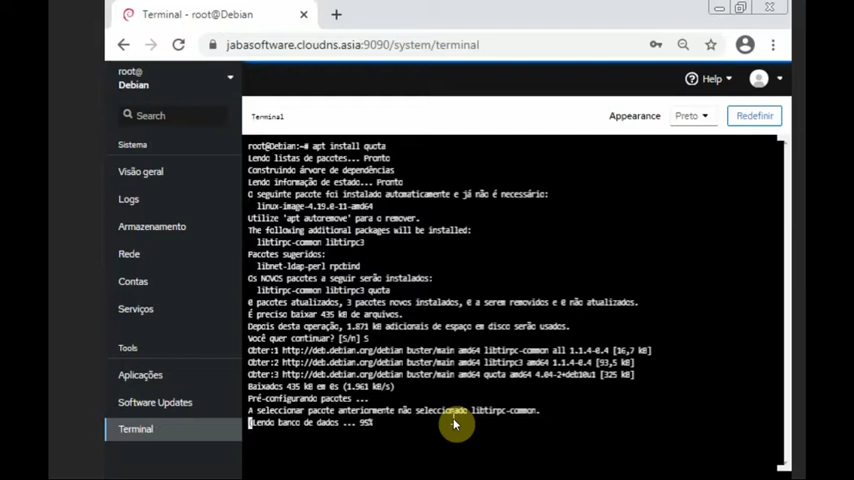 Terminal - root@Debian
jabasoftware.cloudns.asia:9090/system/terminal
root@
Debian
Help
Search
Terminal
Appearance
Preto
Redefinir
Sistema
Visão geral
Logs
Armazenamento
Rede
Contas
Serviços
Tools
Aplicações
Software Updates
Terminal
root@Debian:~# apt install quota
Lendo listas de pacotes... Pronto
Construindo árvore de dependências
Lendo informação de estado... Pronto
O seguinte pacote foi instalado automaticamente e já não é necessário:
linux-image-4.19.0-11-amd64
Utilize 'apt autoremove' para o remover.
The following additional packages will be installed:
libtirpc-common libtirpc3
Pacotes sugeridos:
libnet-ldap-perl rpcbind
Os NOVOS pacotes a seguir serão instalados:
libtirpc-common libtirpc3 quota
0 pacotes atualizados, 3 pacotes novos instalados, 0 a serem removidos e 0 não atualizados.
É preciso baixar 435 kB de arquivos.
Depois desta operação, 1.871 kB adicionais de espaço em disco serão usados.
Você quer continuar? [S/n] S
Obter:1 http://deb.debian.org/debian buster/main amd64 libtirpc-common all 1.1.4-0.4 [16,7 kB]
Obter:2 http://deb.debian.org/debian buster/main amd64 libtirpc3 amd64 1.1.4-0.4 [93,5 kB]
Obter:3 http://deb.debian.org/debian buster/main amd64 quota amd64 4.04-2+deb10u1 [325 kB]
Baixados 435 kB em 0s (1.961 kB/s)
Pré-configurando pacotes ...
A seleccionar pacote anteriormente não seleccionado libtirpc-common.
(Lendo banco de dados ... 95%